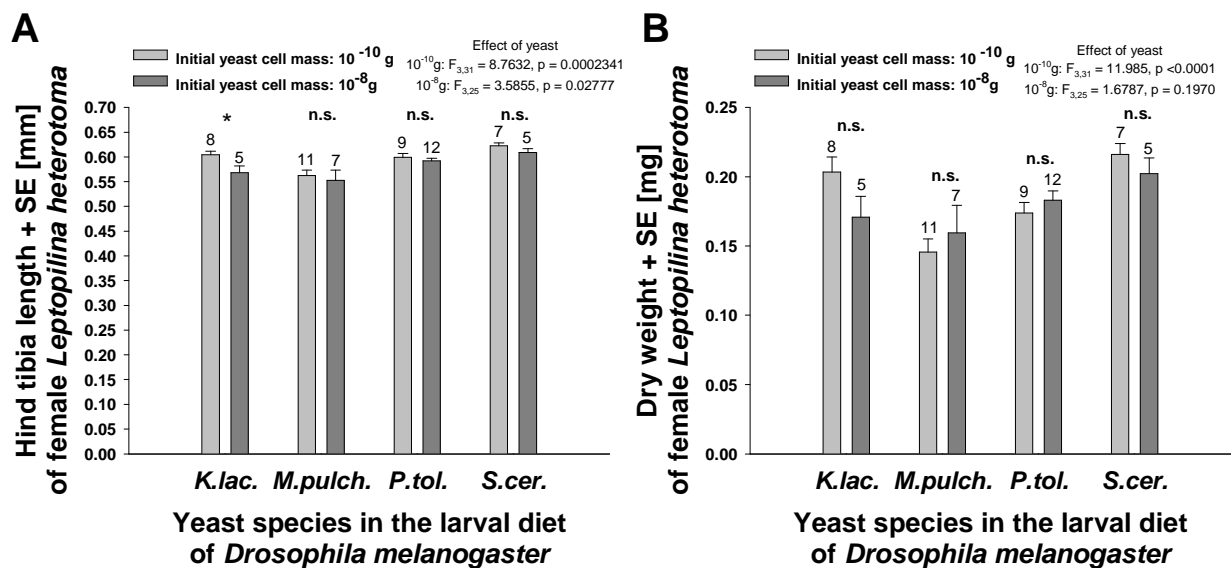 A
Initial yeast cell mass: 10 -10 g
Initial yeast cell mass: 10-8g
Effect of yeast
10-10g: F3,31 = 8.7632, p = 0.0002341
10-8g: F3,25 = 3.5855, p = 0.02777
Hind tibia length + SE [mm]
of female Leptopilina heterotoma
0.70
0.65
0.60
0.55
0.50
0.45
0.40
0.35
0.30
0.25
0.20
0.15
0.10
0.05
0.00
* n.s. n.s. n.s.
8 5 11 7 9 12 7 5
K.lac. M.pulch. P.tol. S.cer.
Yeast species in the larval diet
of Drosophila melanogaster
B
Initial yeast cell mass: 10 -10 g
Initial yeast cell mass: 10-8g
Effect of yeast
10-10g: F3,31 = 11.985, p <0.0001
10-8g: F3,25 = 1.6787, p = 0.1970
Dry weight + SE [mg]
of female Leptopilina heterotoma
0.25
0.20
0.15
0.10
0.05
0.00
n.s. n.s. n.s. n.s.
8 5 11 7 9 12 7 5
K.lac. M.pulch. P.tol. S.cer.
Yeast species in the larval diet
of Drosophila melanogaster